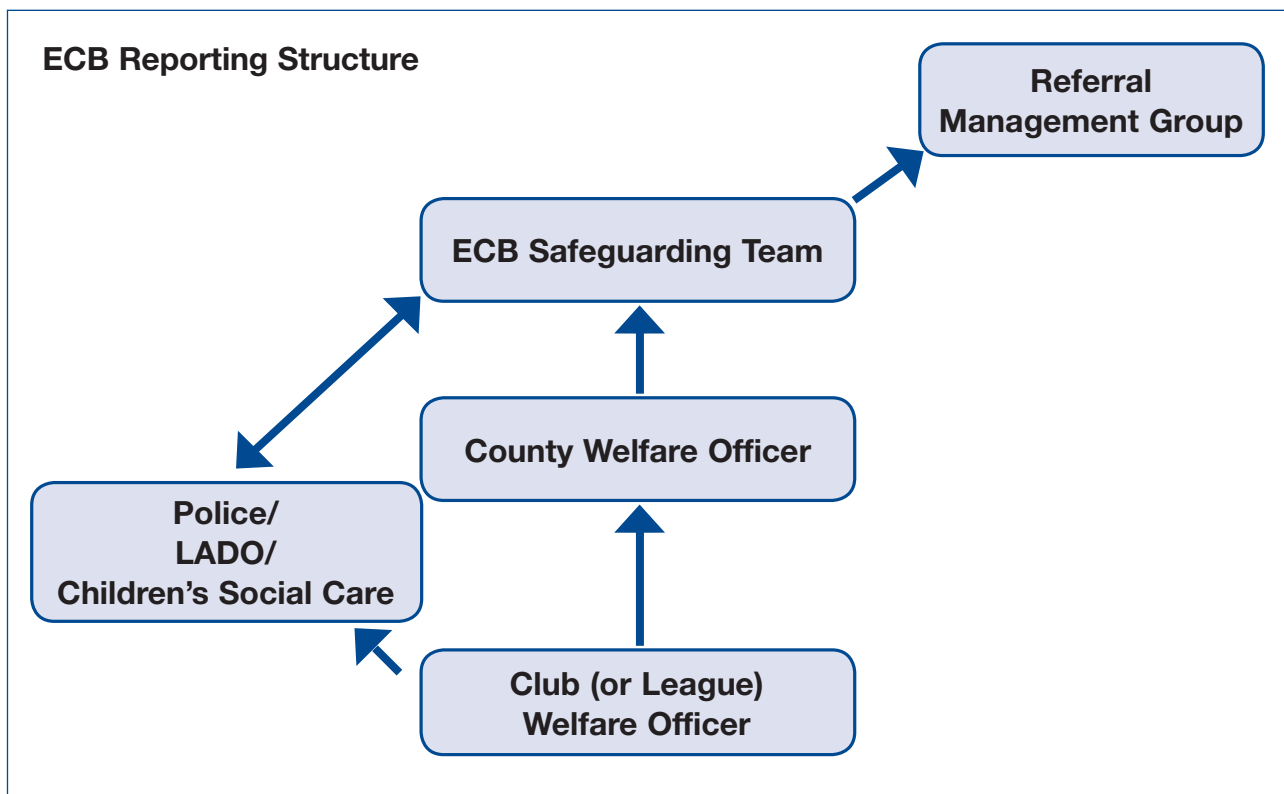 ECB Reporting Structure
Referral
Management Group
ECB Safeguarding Team
County Welfare Officer
Police/
LADO/
Children’s Social Care
Club (or League)
Welfare Officer